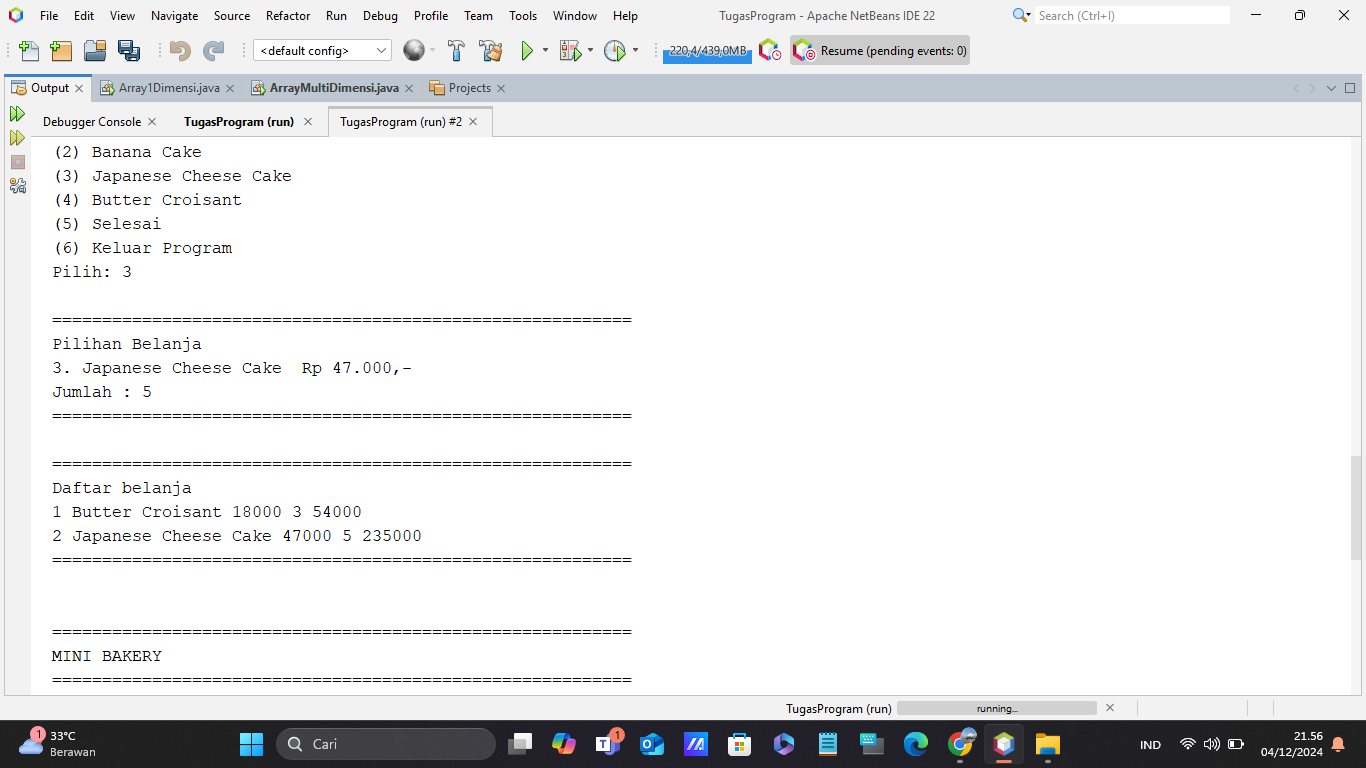 File Edit View Navigate Source Refactor Run Debug Profile Team Tools Window Help TugasProgram - Apache NetBeans IDE 22 Search (Ctrl+I)
<default config> 220,4/439,0MB Resume (pending events: 0)
Output Array1Dimensi.java ArrayMultiDimensi.java Projects
Debugger Console TugasProgram (run) TugasProgram (run) #2
(2) Banana Cake
(3) Japanese Cheese Cake
(4) Butter Croisant
(5) Selesai
(6) Keluar Program
Pilih: 3
==========================================================
Pilihan Belanja
3. Japanese Cheese Cake  Rp 47.000,-
Jumlah : 5
==========================================================
==========================================================
Daftar belanja
1 Butter Croisant 18000 3 54000
2 Japanese Cheese Cake 47000 5 235000
==========================================================
==========================================================
MINI BAKERY
==========================================================
TugasProgram (run) running...
1 33°C
Berawan
Cari
1
IND
21.56
04/12/2024